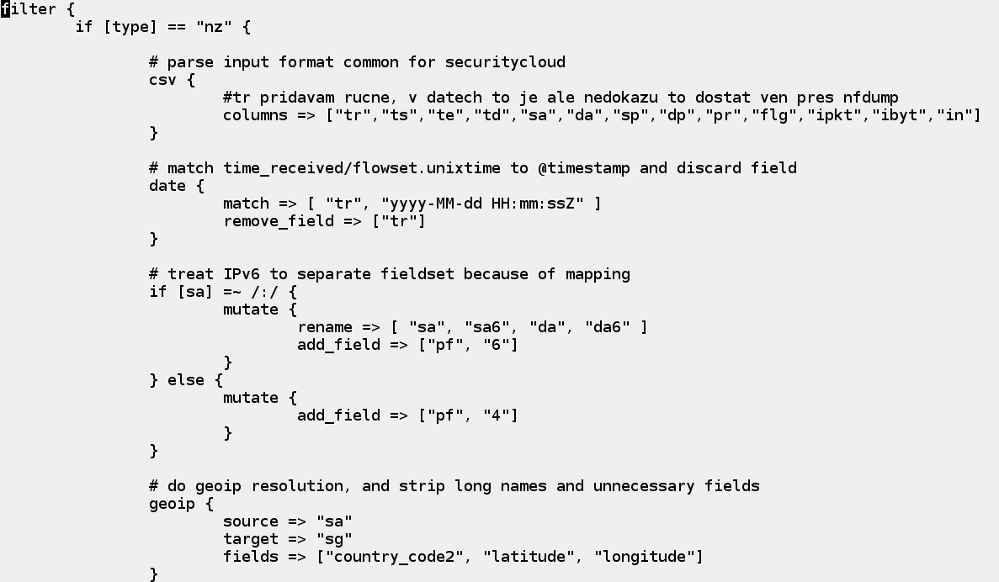 filter {
        if [type] == "nz" {

                # parse input format common for securitycloud
                csv {
                        #tr pridavam rucne, v datech to je ale nedokazu to dostat ven pres nfdump
                        columns => ["tr","ts","te","td","sa","da","sp","dp","pr","flg","ipkt","ibyt","in"]
                }

                # match time_received/flowset.unixtime to @timestamp and discard field
                date {
                        match => [ "tr", "yyyy-MM-dd HH:mm:ssZ" ]
                        remove_field => ["tr"]
                }

                # treat IPv6 to separate fieldset because of mapping
                if [sa] =~ /:/ {
                        mutate {
                                rename => [ "sa", "sa6", "da", "da6" ]
                                add_field => ["pf", "6"]
                        }
                } else {
                        mutate {
                                add_field => ["pf", "4"]
                        }
                }

                # do geoip resolution, and strip long names and unnecessary fields
                geoip {
                        source => "sa"
                        target => "sg"
                        fields => ["country_code2", "latitude", "longitude"]
                }